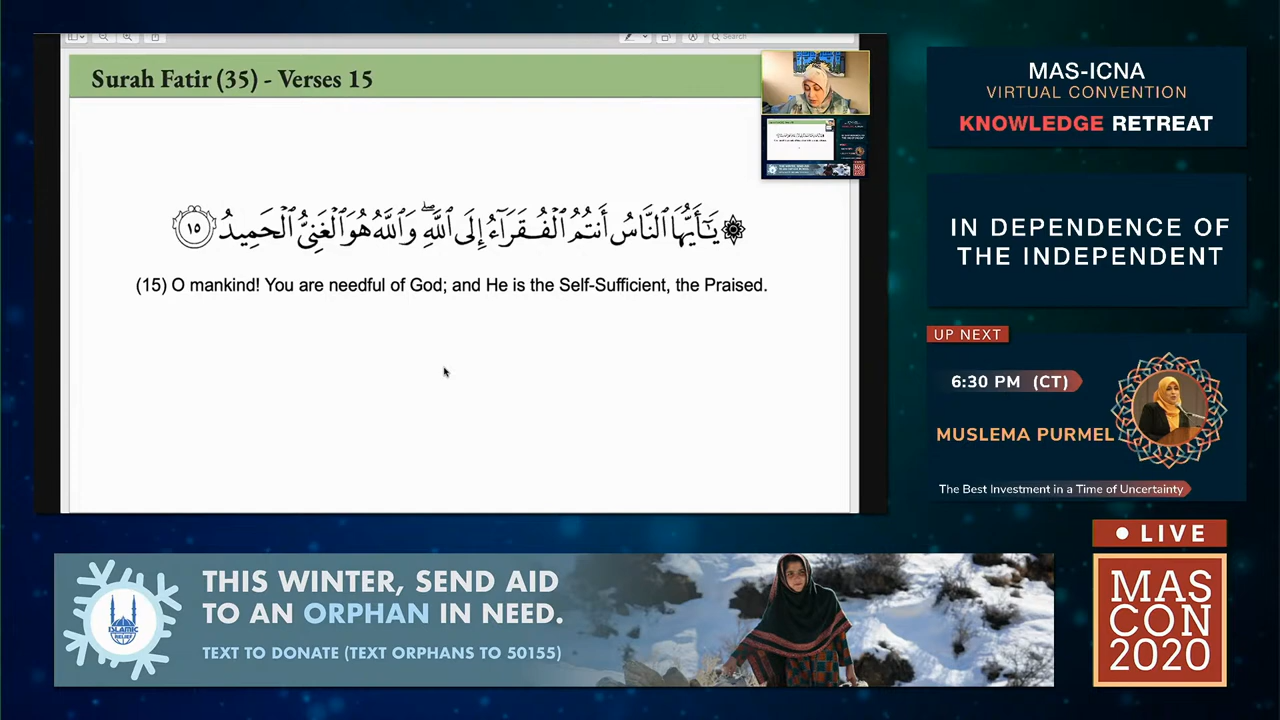 Search
Surah Fatir (35) - Verses 15
۞ يَـٰٓأَيُّهَا ٱلنَّاسُ أَنتُمُ ٱلْفُقَرَآءُ إِلَى ٱللَّهِ ۖ وَٱللَّهُ هُوَ ٱلْغَنِىُّ ٱلْحَمِيدُ ١٥
(15) O mankind! You are needful of God; and He is the Self-Sufficient, the Praised.
MAS-ICNA
VIRTUAL CONVENTION
KNOWLEDGE RETREAT
IN DEPENDENCE OF
THE INDEPENDENT
UP NEXT
6:30 PM (CT)
MUSLEMA PURMEL
The Best Investment in a Time of Uncertainty
THIS WINTER, SEND AID
TO AN ORPHAN IN NEED.
TEXT TO DONATE (TEXT ORPHANS TO 50155)
ISLAMIC
RELIEF
LIVE
MAS
CON
2020